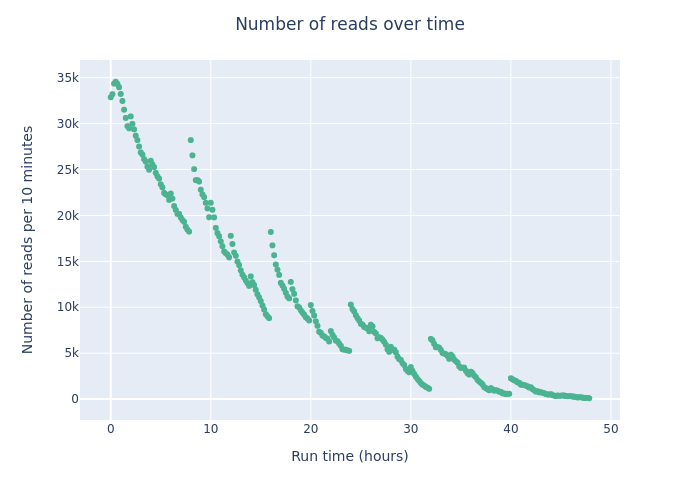 Number of reads over time
Number of reads per 10 minutes
35k
30k
25k
20k
15k
10k
5k
0
0 10 20 30 40 50
Run time (hours)